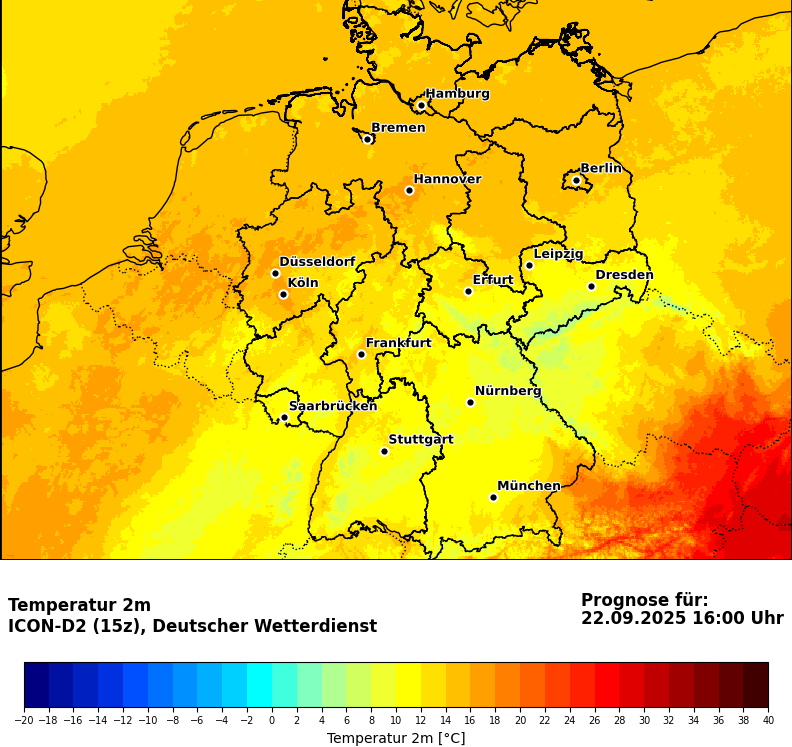 Hamburg
Bremen
Berlin
Hannover
Leipzig
Düsseldorf
Dresden
Erfurt
Köln
Frankfurt
Nürnberg
Saarbrücken
Stuttgart
München
Temperatur 2m
ICON-D2 (15z), Deutscher Wetterdienst
Prognose für:
22.09.2025 16:00 Uhr
−20 −18 −16 −14 −12 −10 −8 −6 −4 −2 0 2 4 6 8 10 12 14 16 18 20 22 24 26 28 30 32 34 36 38 40
Temperatur 2m [°C]